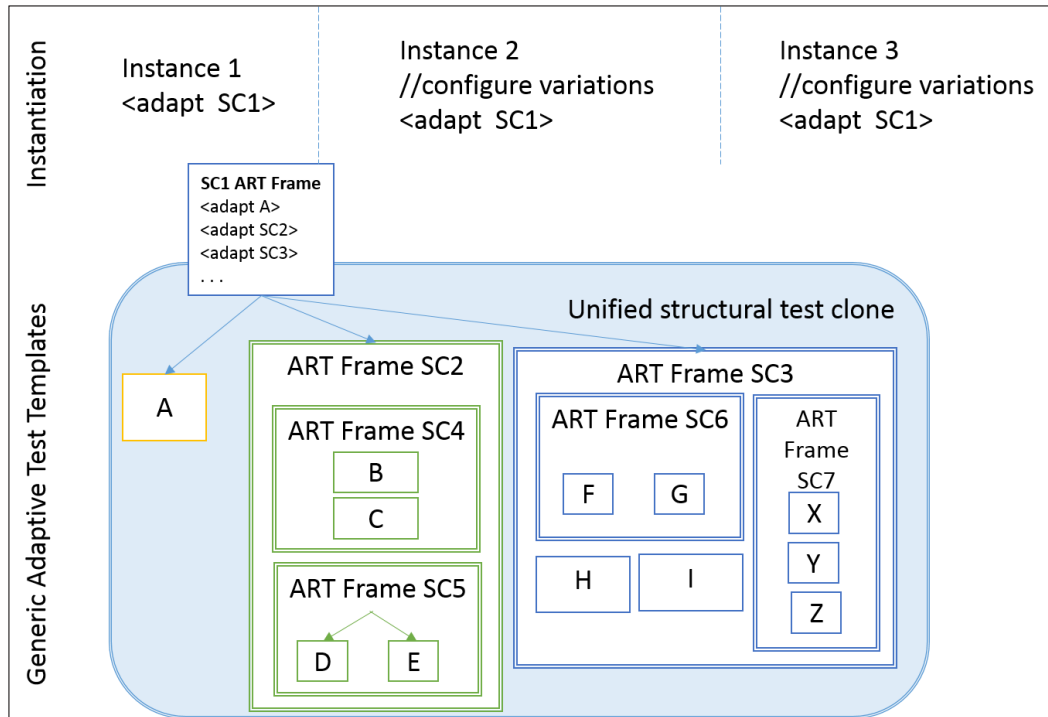 Instantiation
Instance 1
<adapt  SC1>
Instance 2
//configure variations
<adapt  SC1>
Instance 3
//configure variations
<adapt  SC1>
SC1 ART Frame
<adapt A>
<adapt SC2>
<adapt SC3>
. . .
Generic Adaptive Test Templates
Unified structural test clone
A
ART Frame SC2
ART Frame SC4
B
C
ART Frame SC5
D
E
ART Frame SC3
ART Frame SC6
F
G
H
I
ART
Frame
SC7
X
Y
Z